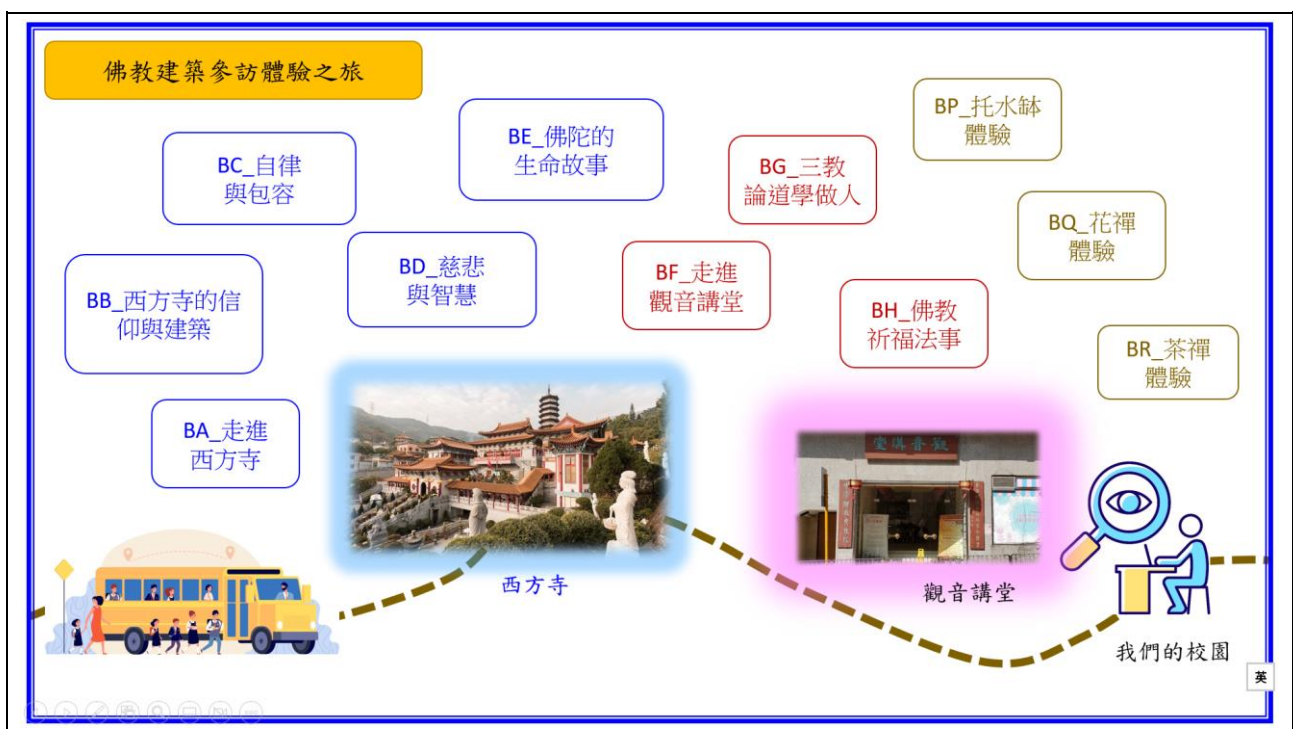 佛教建築參訪體驗之旅
BA_走進
西方寺
BB_西方寺的信
仰與建築
BC_自律
與包容
BD_慈悲
與智慧
BE_佛陀的
生命故事
BF_走進
觀音講堂
BG_三教
論道學做人
BH_佛教
祈福法事
BP_托水缽
體驗
BQ_花禪
體驗
BR_茶禪
體驗
西方寺
堂講音觀
觀音講堂
我們的校園
英